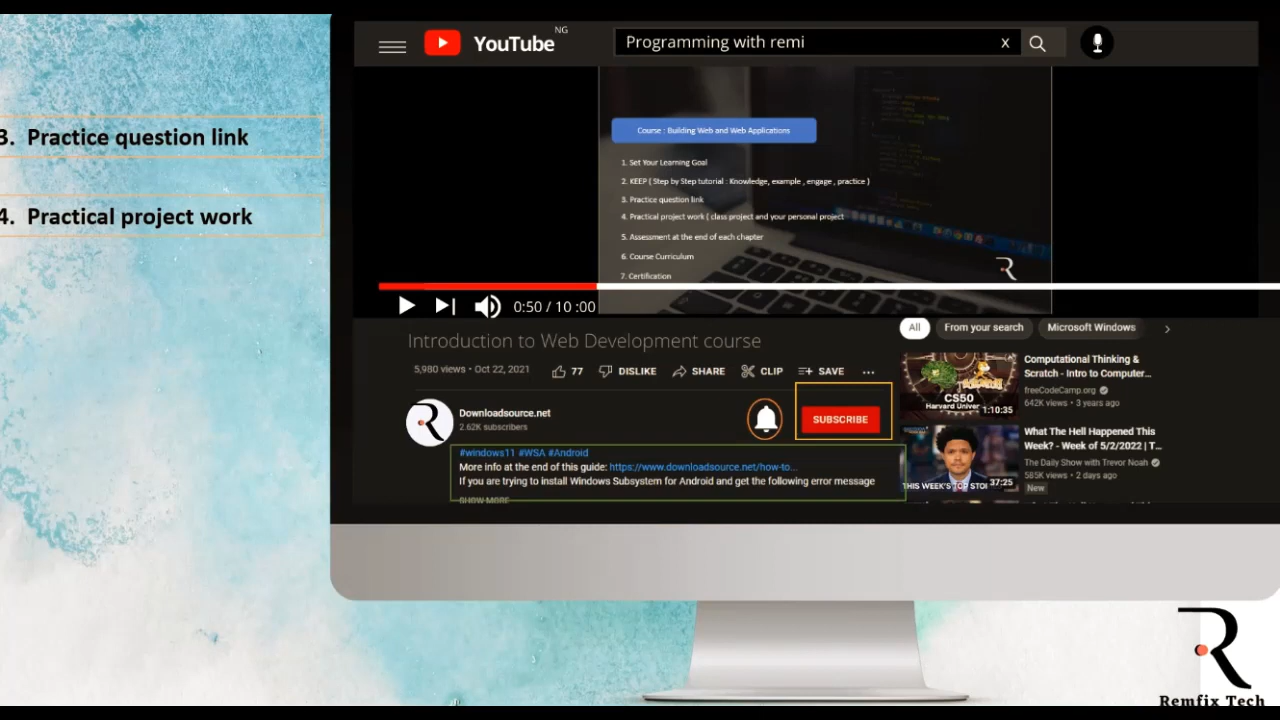 3. Practice question link
4. Practical project work
YouTube NG
Programming with remi X
Course : Building Web and Web Applications
1. Set Your Learning Goal
2. KEEP ( Step by Step tutorial : Knowledge, example , engage , practice )
3. Practice question link
4. Practical project work ( class project and your personal project
5. Assessment at the end of each chapter
6. Course Curriculum
7. Certification
R
0:50 / 10 :00
Introduction to Web Development course
5,980 views • Oct 22, 2021 77 DISLIKE SHARE CLIP SAVE ...
Downloadsource.net
2.62K subscribers
SUBSCRIBE
#windows11 #WSA #Android
More info at the end of this guide: https://www.downloadsource.net/how-to...
If you are trying to install Windows Subsystem for Android and get the following error message
SHOW MORE
All From your search Microsoft Windows
CS50
Harvard Univer
1:10:35
Computational Thinking &
Scratch - Intro to Computer...
freeCodeCamp.org
642K views • 3 years ago
THIS WEEK'S TOP STOI
37:25
What The Hell Happened This
Week? - Week of 5/2/2022 | T...
The Daily Show with Trevor Noah
585K views • 2 days ago
New
R
Remfix Tech